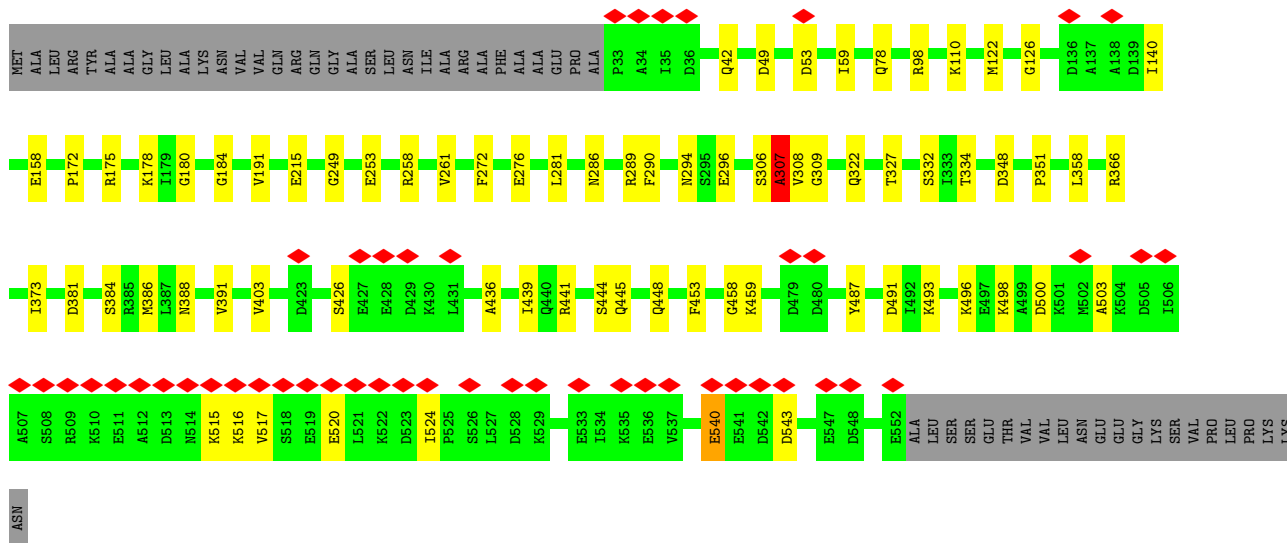 MET ALA LEU ARG TYR ALA ALA GLY LEU ALA LYS ASN VAL VAL GLN ARG GLN GLY ALA SER LEU ASN ILE ALA ARG ALA PHE ALA ALA GLU PRO ALA P33 A34 I35 D36 Q42 D49 D53 I59 Q78 R98 K110 M122 G126 D136 A137 A138 D139 I140
E158 P172 R175 K178 I179 G180 G184 V191 E215 G249 E253 R258 V261 F272 E276 L281 N286 R289 F290 N294 S295 E296 S306 A307 V308 G309 Q322 T327 S332 I333 T334 D348 P351 L358 R366
I373 D381 S384 R385 M386 L387 N388 V391 V403 D423 S426 E427 E428 D429 K430 L431 A436 I439 Q440 R441 S444 Q445 Q448 F453 G458 K459 D479 D480 Y487 D491 I492 K493 K496 E497 K498 A499 D500 K501 M502 A503 K504 D505 I506
A507 S508 R509 K510 E511 A512 D513 N514 K515 K516 V517 S518 E519 E520 L521 K522 D523 I524 P525 S526 L527 D528 K529 E533 I534 K535 E536 V537 E540 E541 D542 D543 E547 D548 E552 ALA LEU SER SER GLU THR VAL VAL LEU ASN GLU GLU GLY LYS SER VAL PRO LEU PRO LYS LYS
ASN